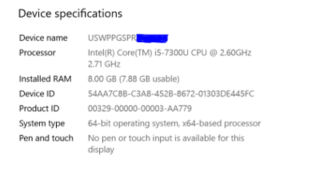 Device specifications
Device name USWPPGSPR
Processor Intel(R) Core(TM) i5-7300U CPU @ 2.60GHz
2.71 GHz
Installed RAM 8.00 GB (7.88 GB usable)
Device ID 54AA7C8B-C3AB-452B-8672-01303DE445FC
Product ID 00329-00000-00003-AA779
System type 64-bit operating system, x64-based processor
Pen and touch No pen or touch input is available for this
display